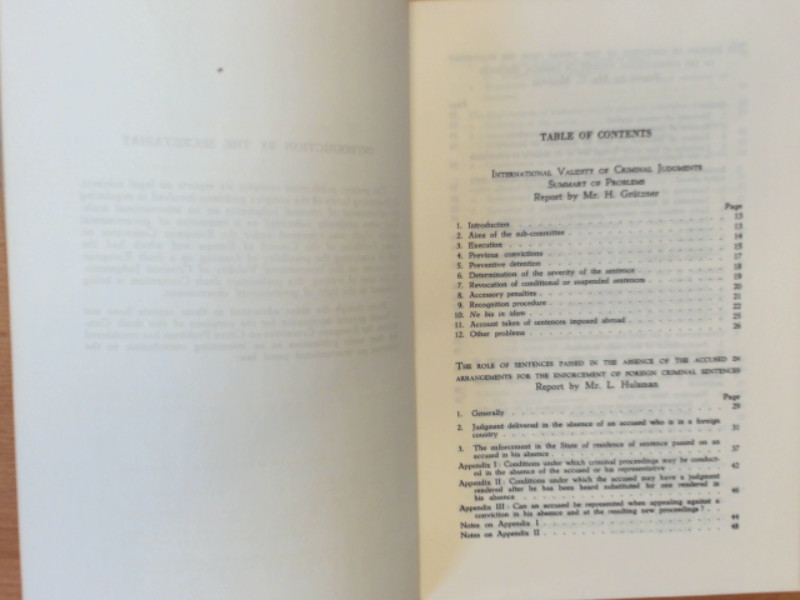 TABLE OF CONTENTS
INTERNATIONAL VALIDITY OF CRIMINAL JUDGMENTS
SUMMARY OF PROBLEMS
Report by Mr. H. Grützner
Page
1. Introduction 13
2. Aims of the sub-committee 13
3. Execution 14
4. Previous convictions 15
5. Preventive detention 17
6. Determination of the severity of the sentence 18
7. Revocation of conditional or suspended sentences 19
8. Accessory penalties 20
9. Recognition procedure 21
10. Ne bis in idem 22
11. Account taken of sentences imposed abroad 25
12. Other problems 26
THE ROLE OF SENTENCES PASSED IN THE ABSENCE OF THE ACCUSED IN
ARRANGEMENTS FOR THE ENFORCEMENT OF FOREIGN CRIMINAL SENTENCES
Report by Mr. L. Hulsman
Page
1. Generally 29
2. Judgment delivered in the absence of an accused who is in a foreign
country 31
3. The enforcement in the State of residence of sentence passed on an
accused in his absence 37
Appendix I: Conditions under which criminal proceedings may be conduct-
ed in the absence of the accused or his representative 42
Appendix II: Conditions under which the accused may have a judgment
rendered after he has been heard substituted for one rendered in
his absence
Appendix III: Can an accused be represented when appealing against a
conviction in his absence and at the resulting new proceedings?
Notes on Appendix I 44
Notes on Appendix II 48